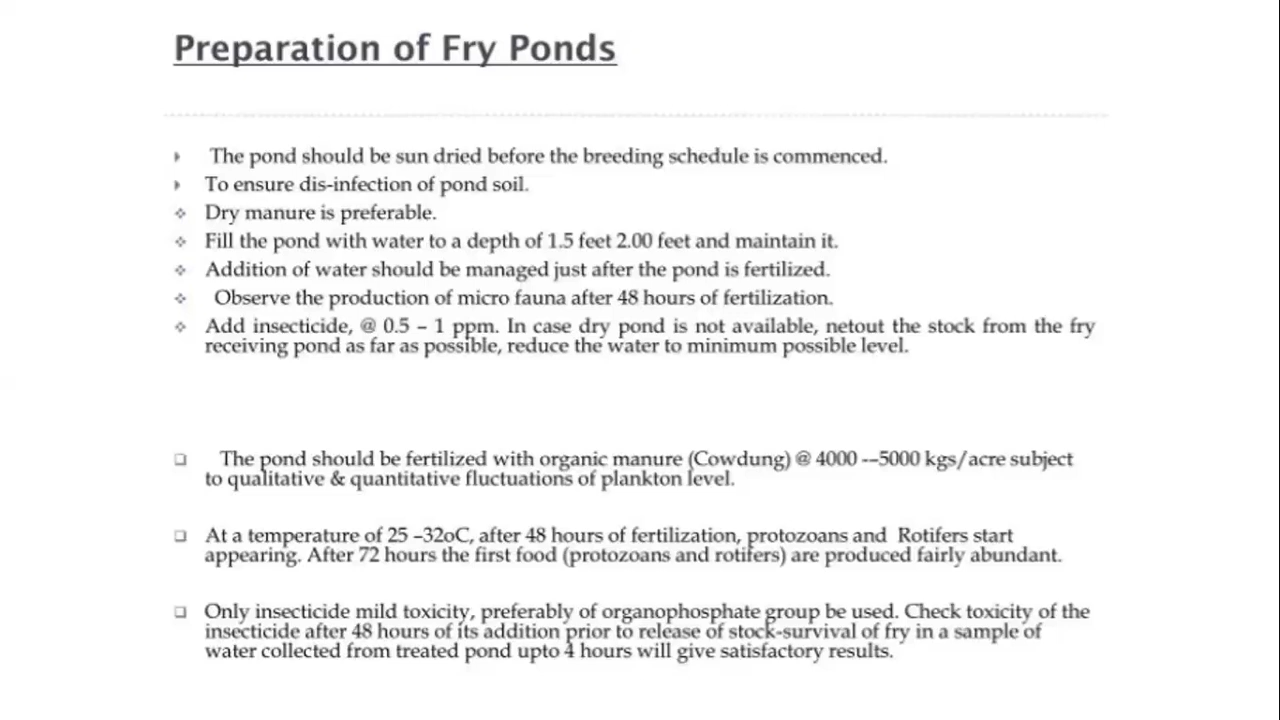 Preparation of Fry Ponds
The pond should be sun dried before the breeding schedule is commenced.
To ensure dis-infection of pond soil.
Dry manure is preferable.
Fill the pond with water to a depth of 1.5 feet 2.00 feet and maintain it.
Addition of water should be managed just after the pond is fertilized.
Observe the production of micro fauna after 48 hours of fertilization.
Add insecticide, @ 0.5 – 1 ppm. In case dry pond is not available, netout the stock from the fry
receiving pond as far as possible, reduce the water to minimum possible level.
The pond should be fertilized with organic manure (Cowdung) @ 4000 --–5000 kgs/acre subject
to qualitative & quantitative fluctuations of plankton level.
At a temperature of 25 –32oC, after 48 hours of fertilization, protozoans and Rotifers start
appearing. After 72 hours the first food (protozoans and rotifers) are produced fairly abundant.
Only insecticide mild toxicity, preferably of organophosphate group be used. Check toxicity of the
insecticide after 48 hours of its addition prior to release of stock-survival of fry in a sample of
water collected from treated pond upto 4 hours will give satisfactory results.